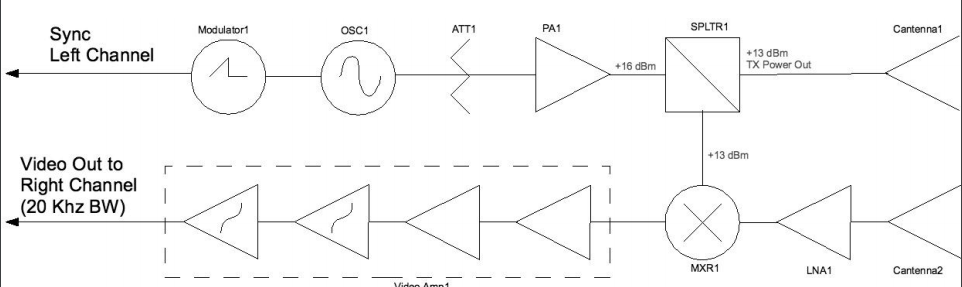 Sync
Left Channel
Modulator1
OSC1
ATT1
PA1
SPLTR1
Cantenna1
+16 dBm
+13 dBm
TX Power Out
+13 dBm
Video Out to
Right Channel
(20 Khz BW)
Video Amp1
MXR1
LNA1
Cantenna2